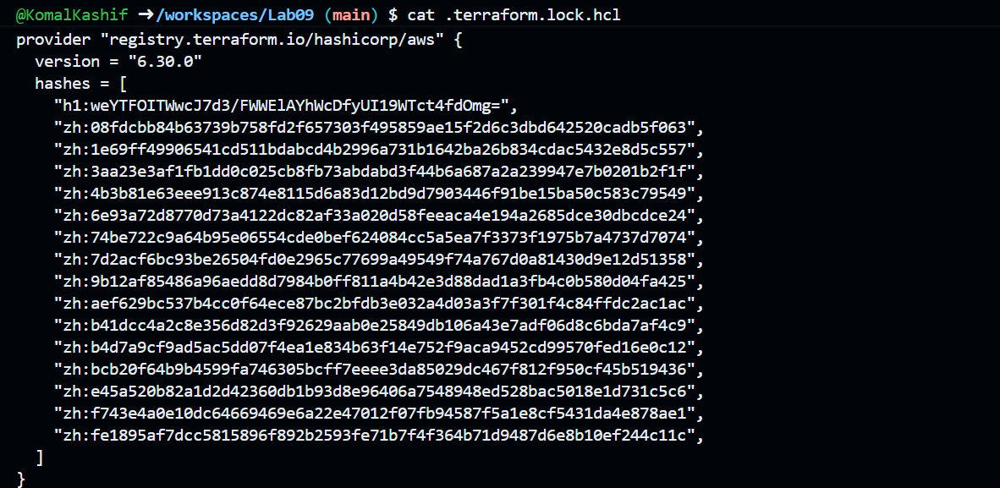 @KomalKashif ➜/workspaces/Lab09 (main) $ cat .terraform.lock.hcl
provider "registry.terraform.io/hashicorp/aws" {
  version = "6.30.0"
  hashes = [
    "h1:weYTFOITWwcJ7d3/FWWElAYhWcDfyUI19WTct4fdOmg=",
    "zh:08fdcbb84b63739b758fd2f657303f495859ae15f2d6c3dbd642520cadb5f063",
    "zh:1e69ff49906541cd511bdabcd4b2996a731b1642ba26b834cdac5432e8d5c557",
    "zh:3aa23e3af1fb1dd0c025cb8fb73abdabd3f44b6a687a2a239947e7b0201b2f1f",
    "zh:4b3b81e63eee913c874e8115d6a83d12bd9d7903446f91be15ba50c583c79549",
    "zh:6e93a72d8770d73a4122dc82af33a020d58feeaca4e194a2685dce30dbcdce24",
    "zh:74be722c9a64b95e06554cde0bef624084cc5a5ea7f3373f1975b7a4737d7074",
    "zh:7d2acf6bc93be26504fd0e2965c77699a49549f74a767d0a81430d9e12d51358",
    "zh:9b12af85486a96aedd8d7984b0ff811a4b42e3d88dad1a3fb4c0b580d04fa425",
    "zh:aef629bc537b4cc0f64ece87bc2bfdb3e032a4d03a3f7f301f4c84ffdc2ac1ac",
    "zh:b41dcc4a2c8e356d82d3f92629aab0e25849db106a43e7adf06d8c6bda7af4c9",
    "zh:b4d7a9cf9ad5ac5dd07f4ea1e834b63f14e752f9aca9452cd99570fed16e0c12",
    "zh:bcb20f64b9b4599fa746305bcff7eeee3da85029dc467f812f950cf45b519436",
    "zh:e45a520b82a1d2d42360db1b93d8e96406a7548948ed528bac5018e1d731c5c6",
    "zh:f743e4a0e10dc64669469e6a22e47012f07fb94587f5a1e8cf5431da4e878ae1",
    "zh:fe1895af7dcc5815896f892b2593fe71b7f4f364b71d9487d6e8b10ef244c11c",
  ]
}